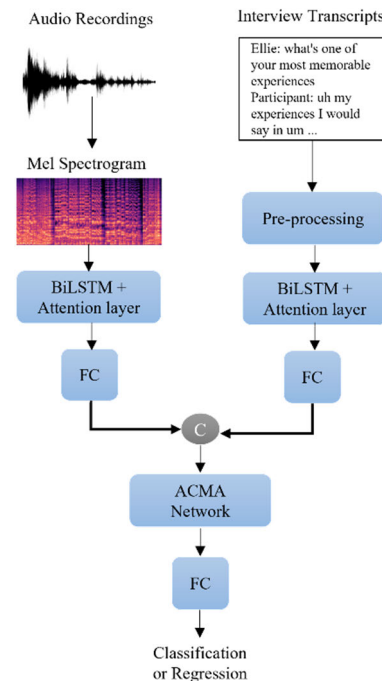 Audio Recordings
Interview Transcripts
Ellie: what's one of
your most memorable
experiences
Participant: uh my
experiences I would
say in um ...
Mel Spectrogram
Pre-processing
BiLSTM +
Attention layer
BiLSTM +
Attention layer
FC
FC
C
ACMA
Network
FC
Classification
or Regression